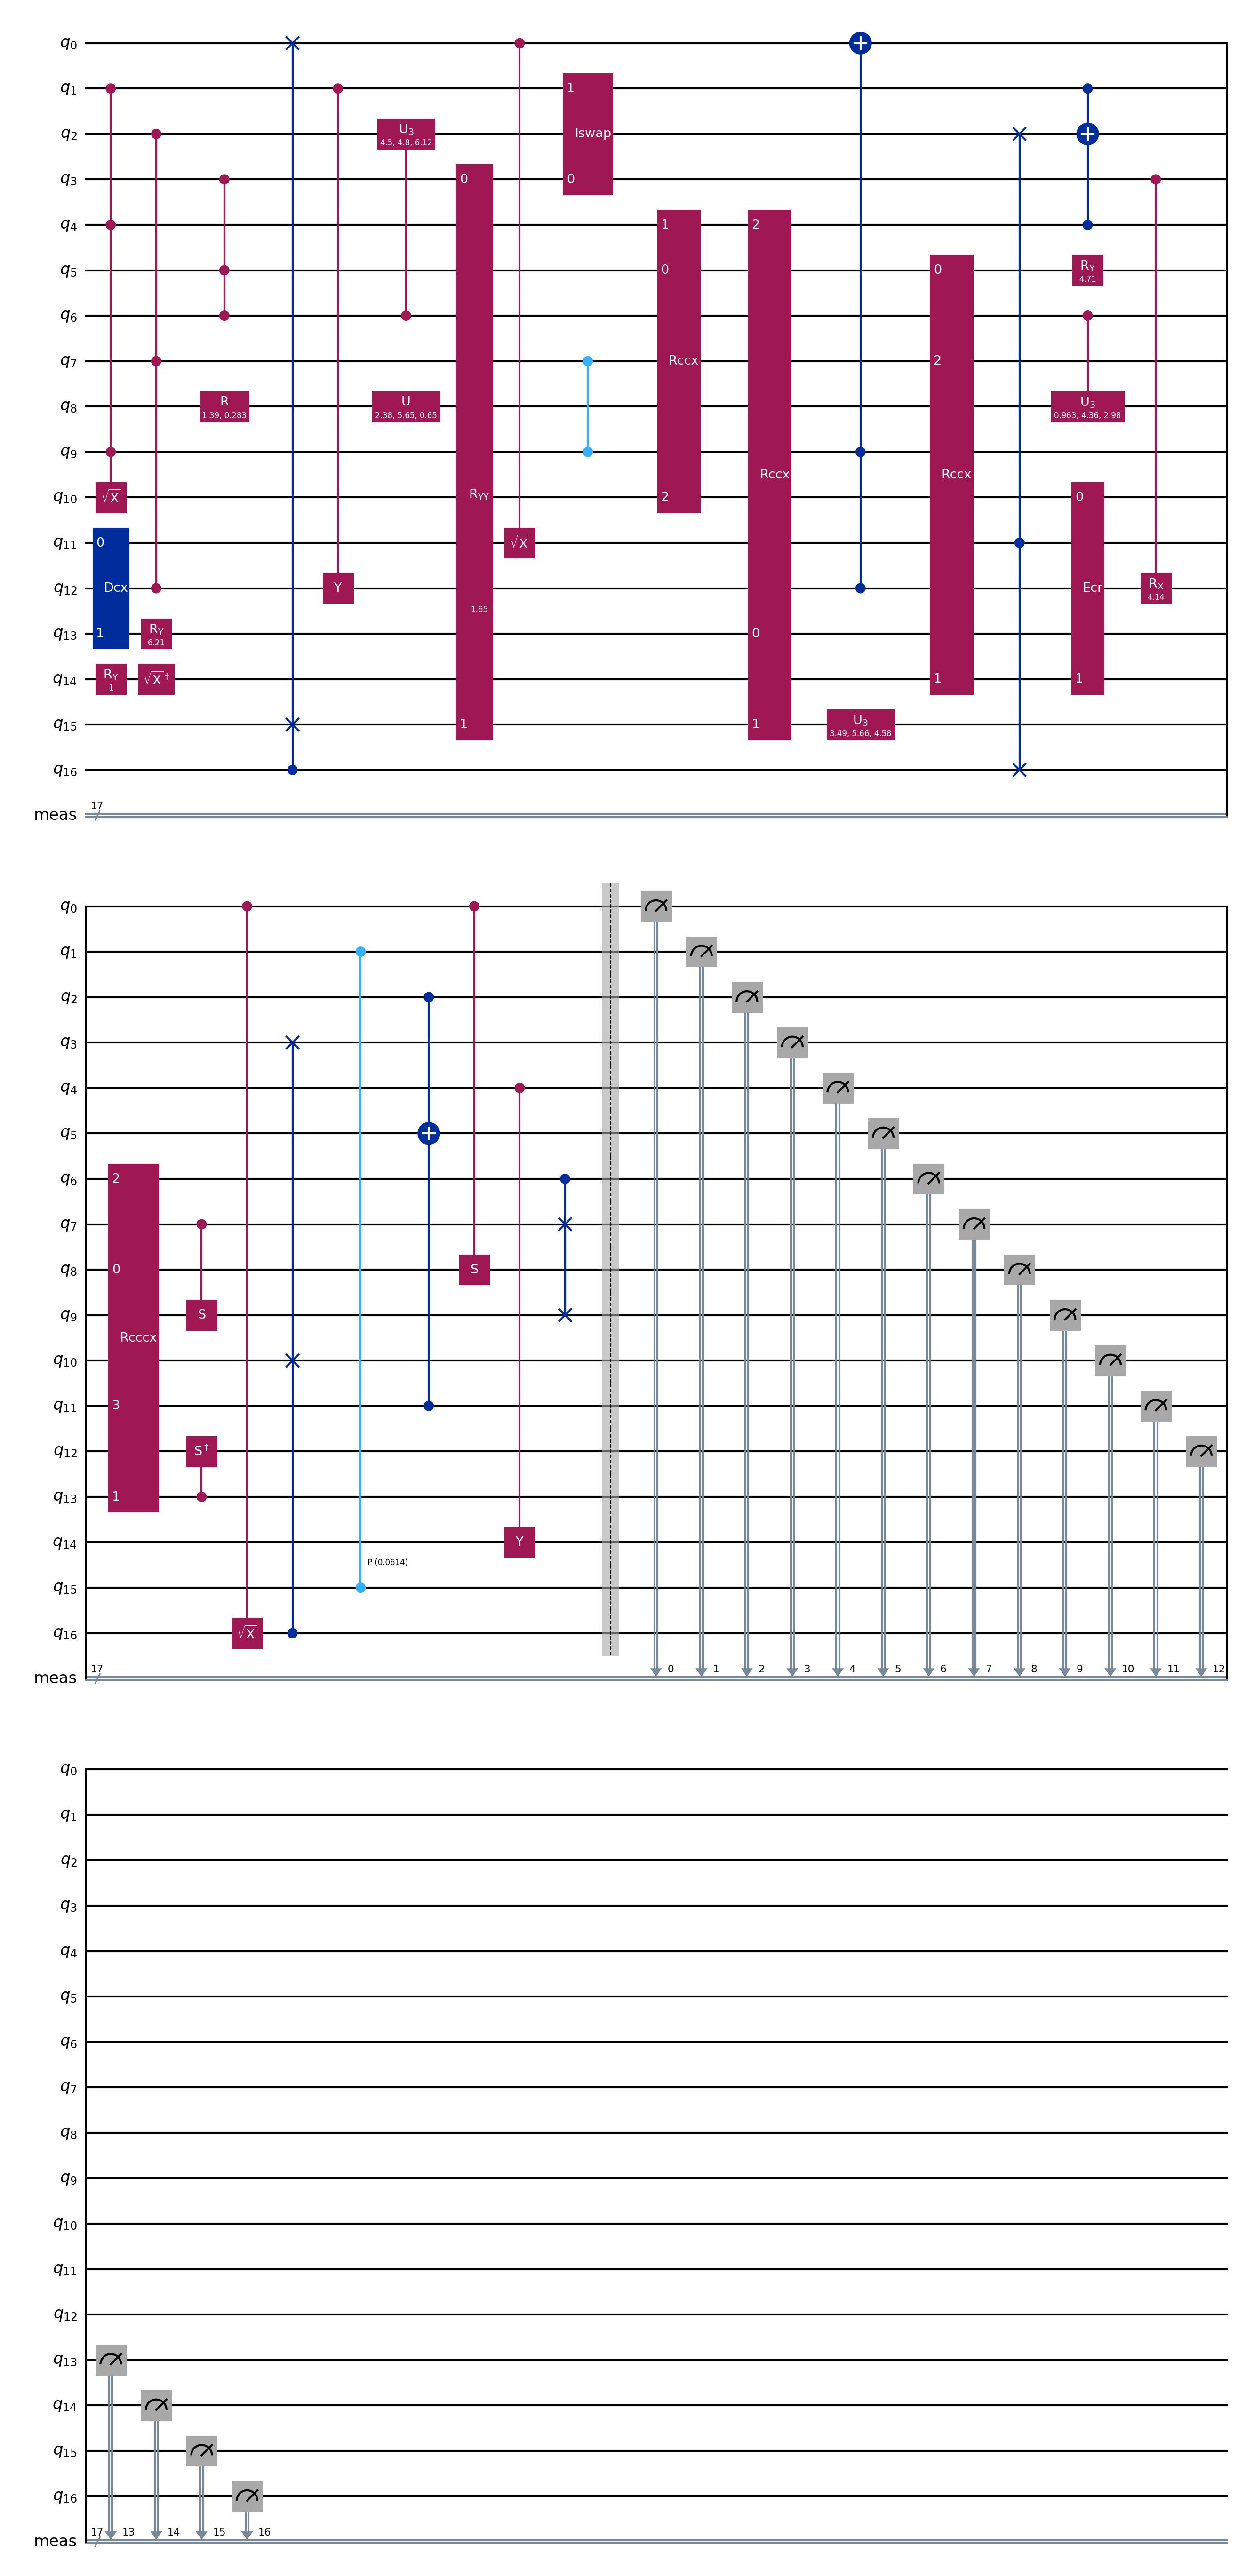 q0
q1
1
q2
U3
4.5, 4.8, 6.12
Iswap
q3
0
0
q4
1
2
q5
0
0
RY
4.71
q6
q7
Rccx
2
q8
R
1.39, 0.283
U
2.38, 5.65, 0.65
U3
0.963, 4.36, 2.98
q9
Rccx
Rccx
q10
√X
RYY
2
0
q11
0
√X
q12
Dcx
Y
1.65
Ecr
RX
4.14
q13
1
RY
6.21
0
q14
RY
1
√X†
1
1
q15
1
1
U3
3.49, 5.66, 4.58
q16
meas
17
q0
q1
q2
q3
q4
q5
q6
2
q7
q8
0
S
q9
Rcccx
S
q10
q11
3
q12
S†
q13
1
q14
Y
P (0.0614)
q15
q16
√X
meas
17
0
1
2
3
4
5
6
7
8
9
10
11
12
q0
q1
q2
q3
q4
q5
q6
q7
q8
q9
q10
q11
q12
q13
q14
q15
q16
meas
17
13
14
15
16